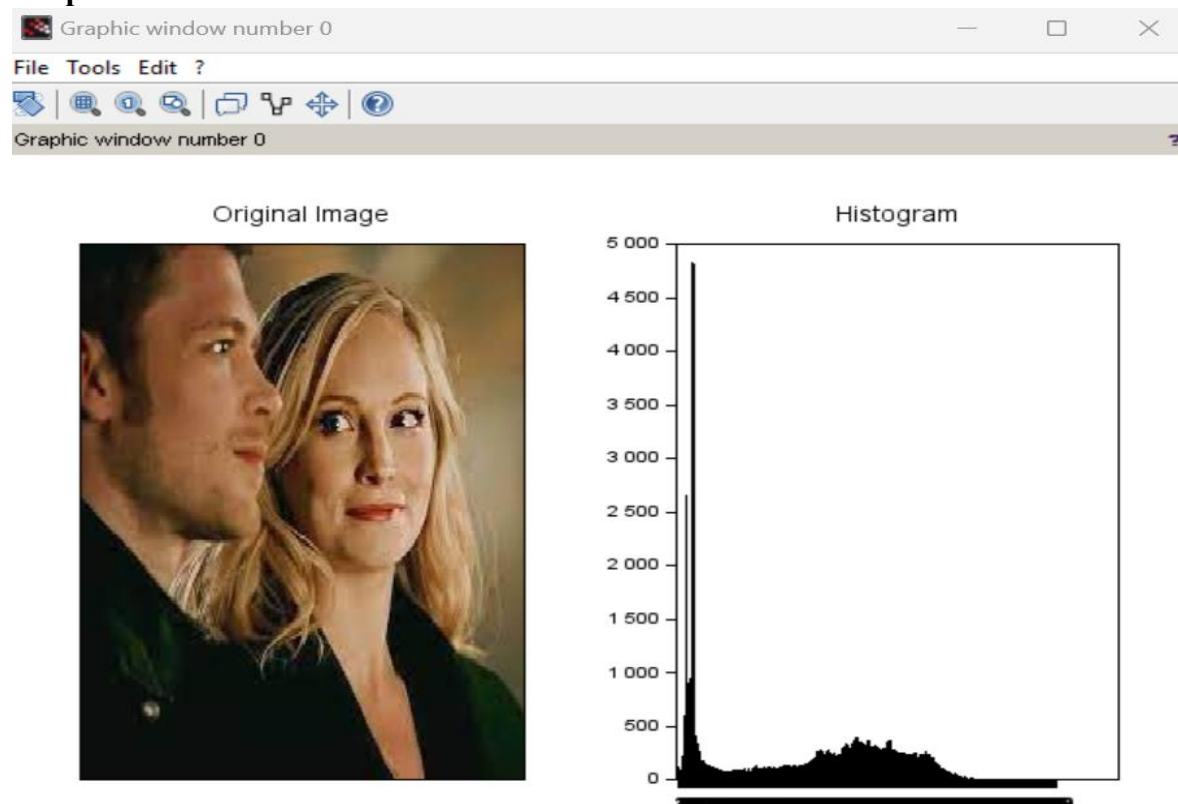 Graphic window number 0
File Tools Edit ?
Graphic window number 0
Original Image
Histogram
5 000
4 500
4 000
3 500
3 000
2 500
2 000
1 500
1 000
500
0